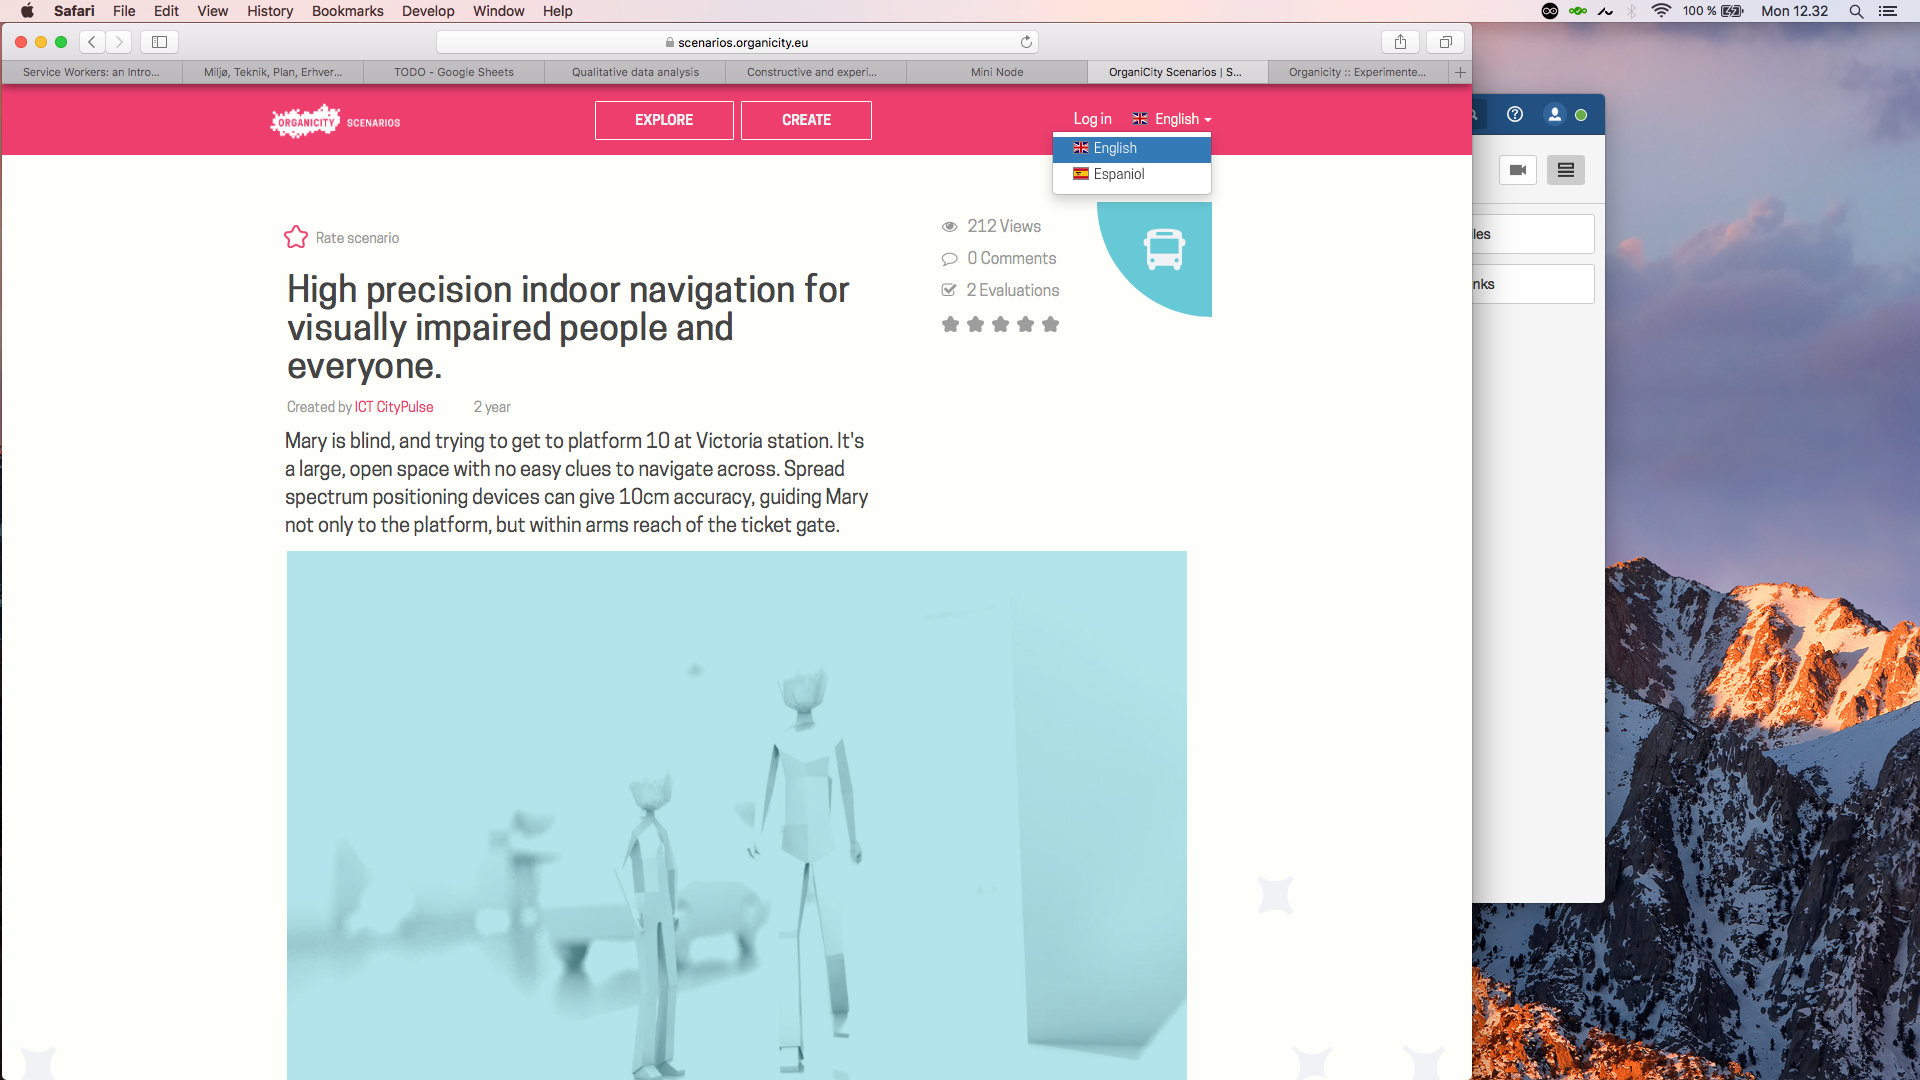 Safari File Edit View History Bookmarks Develop Window Help 100 % Mon 12.32
scenarios.organicity.eu
Service Workers: an Intro... Miljø, Teknik, Plan, Erhver... TODO - Google Sheets Qualitative data analysis Constructive and experi... Mini Node OrganiCity Scenarios | S... Organicity :: Experimente...
ORGANICITY SCENARIOS EXPLORE CREATE Log in English
English
Espaniol
Rate scenario
212 Views
0 Comments
2 Evaluations
High precision indoor navigation for
visually impaired people and
everyone.
Created by ICT CityPulse 2 year
Mary is blind, and trying to get to platform 10 at Victoria station. It's
a large, open space with no easy clues to navigate across. Spread
spectrum positioning devices can give 10cm accuracy, guiding Mary
not only to the platform, but within arms reach of the ticket gate.
les
nks